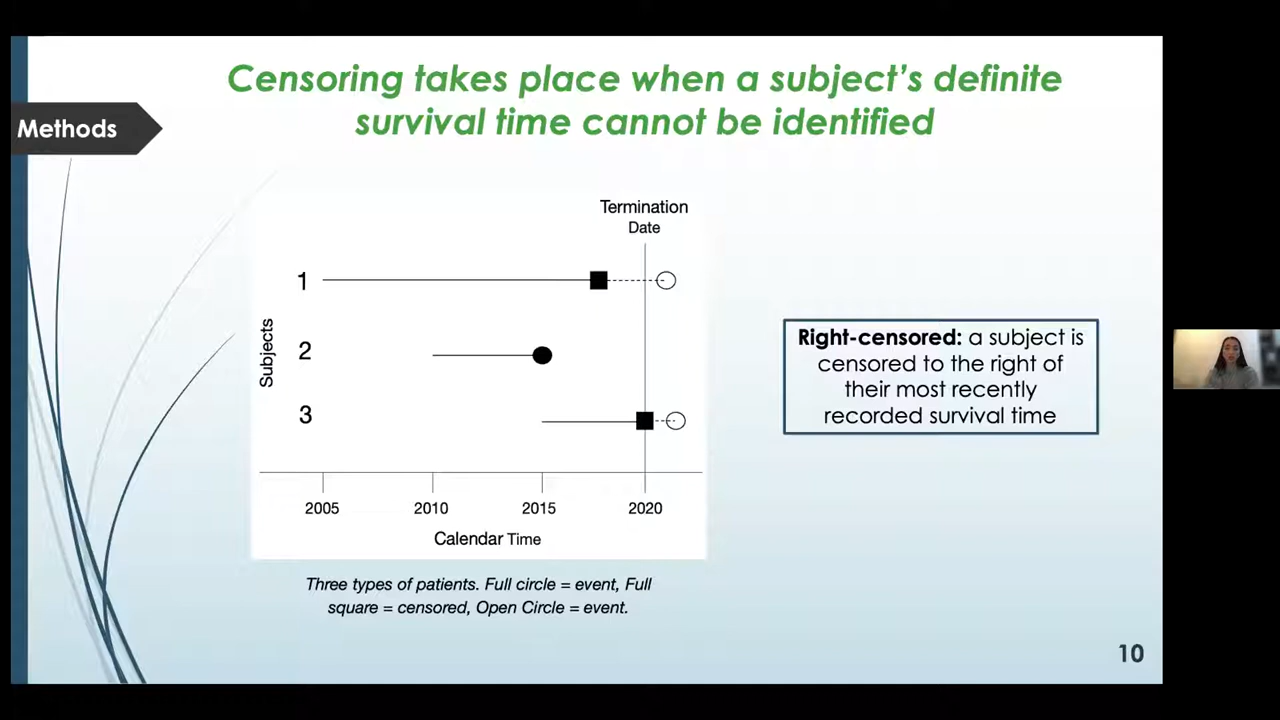 Censoring takes place when a subject's definite
survival time cannot be identified
Methods
Termination
Date
1
2
3
Subjects
2005 2010 2015 2020
Calendar Time
Three types of patients. Full circle = event, Full
square = censored, Open Circle = event.
Right-censored: a subject is
censored to the right of
their most recently
recorded survival time
10